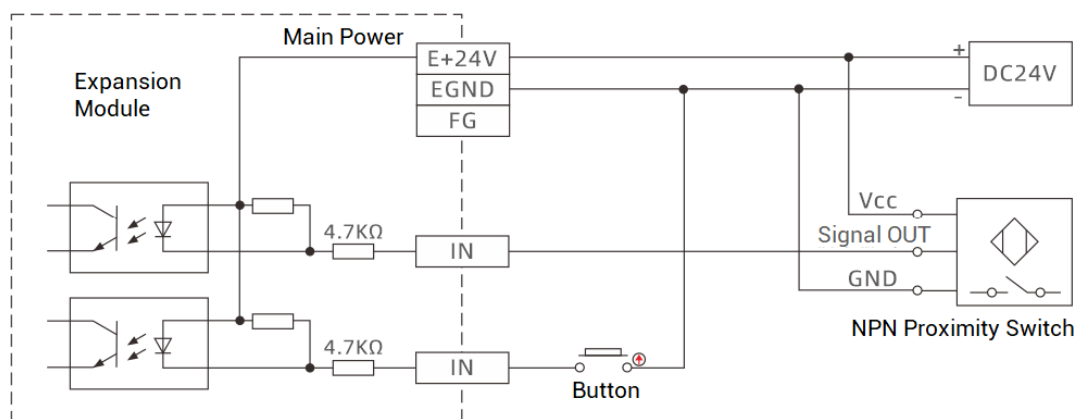 Main Power
E+24V
EGND
FG
+
-
DC24V
Expansion
Module
4.7KΩ
IN
Vcc
Signal OUT
GND
NPN Proximity Switch
4.7KΩ
IN
Button